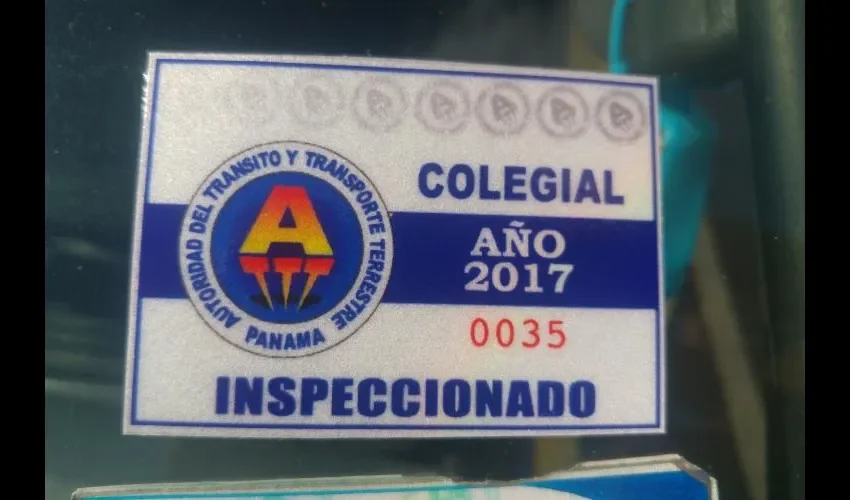 COLEGIAL
AUTORIDAD DEL TRANSITO Y TRANSPORTE TERRESTRE
PANAMA
A
AÑO
2017
0035
INSPECCIONADO